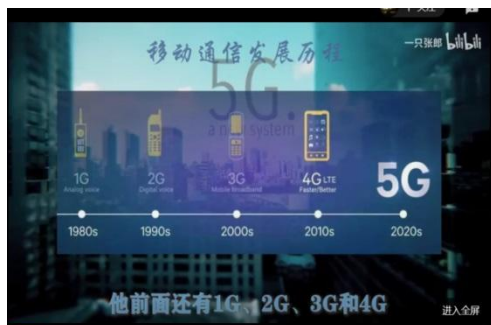 一只张郎 bilibili
移动通信发展历程
5G.
a new system
1G
Analog voice
2G
Digital voice
3G
Mobile Broadband
4G LTE
Faster/Better
5G
1980s
1990s
2000s
2010s
2020s
他前面还有1G、2G、3G和4G
进入全屏